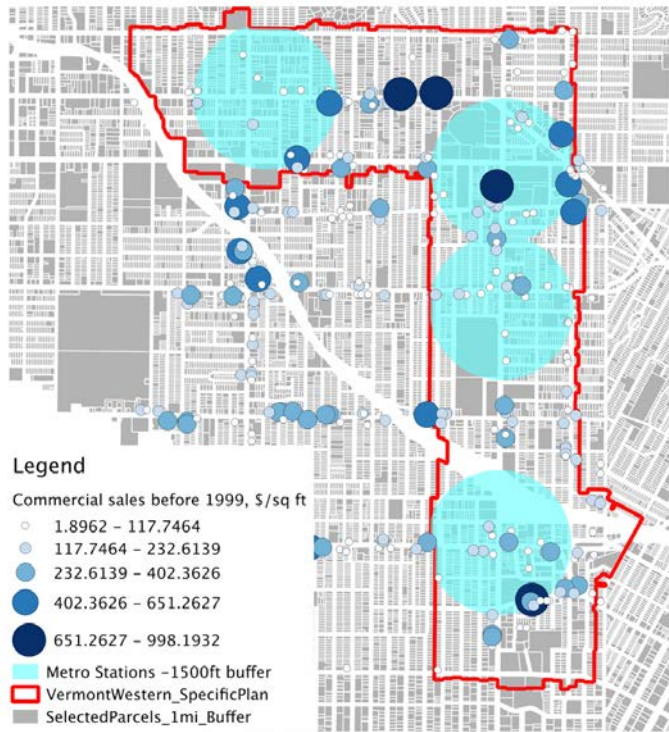 Legend
Commercial sales before 1999, $/sq ft
1.8962 – 117.7464
117.7464 – 232.6139
232.6139 – 402.3626
402.3626 – 651.2627
651.2627 – 998.1932
Metro Stations -1500ft buffer
VermontWestern_SpecificPlan
SelectedParcels_1mi_Buffer